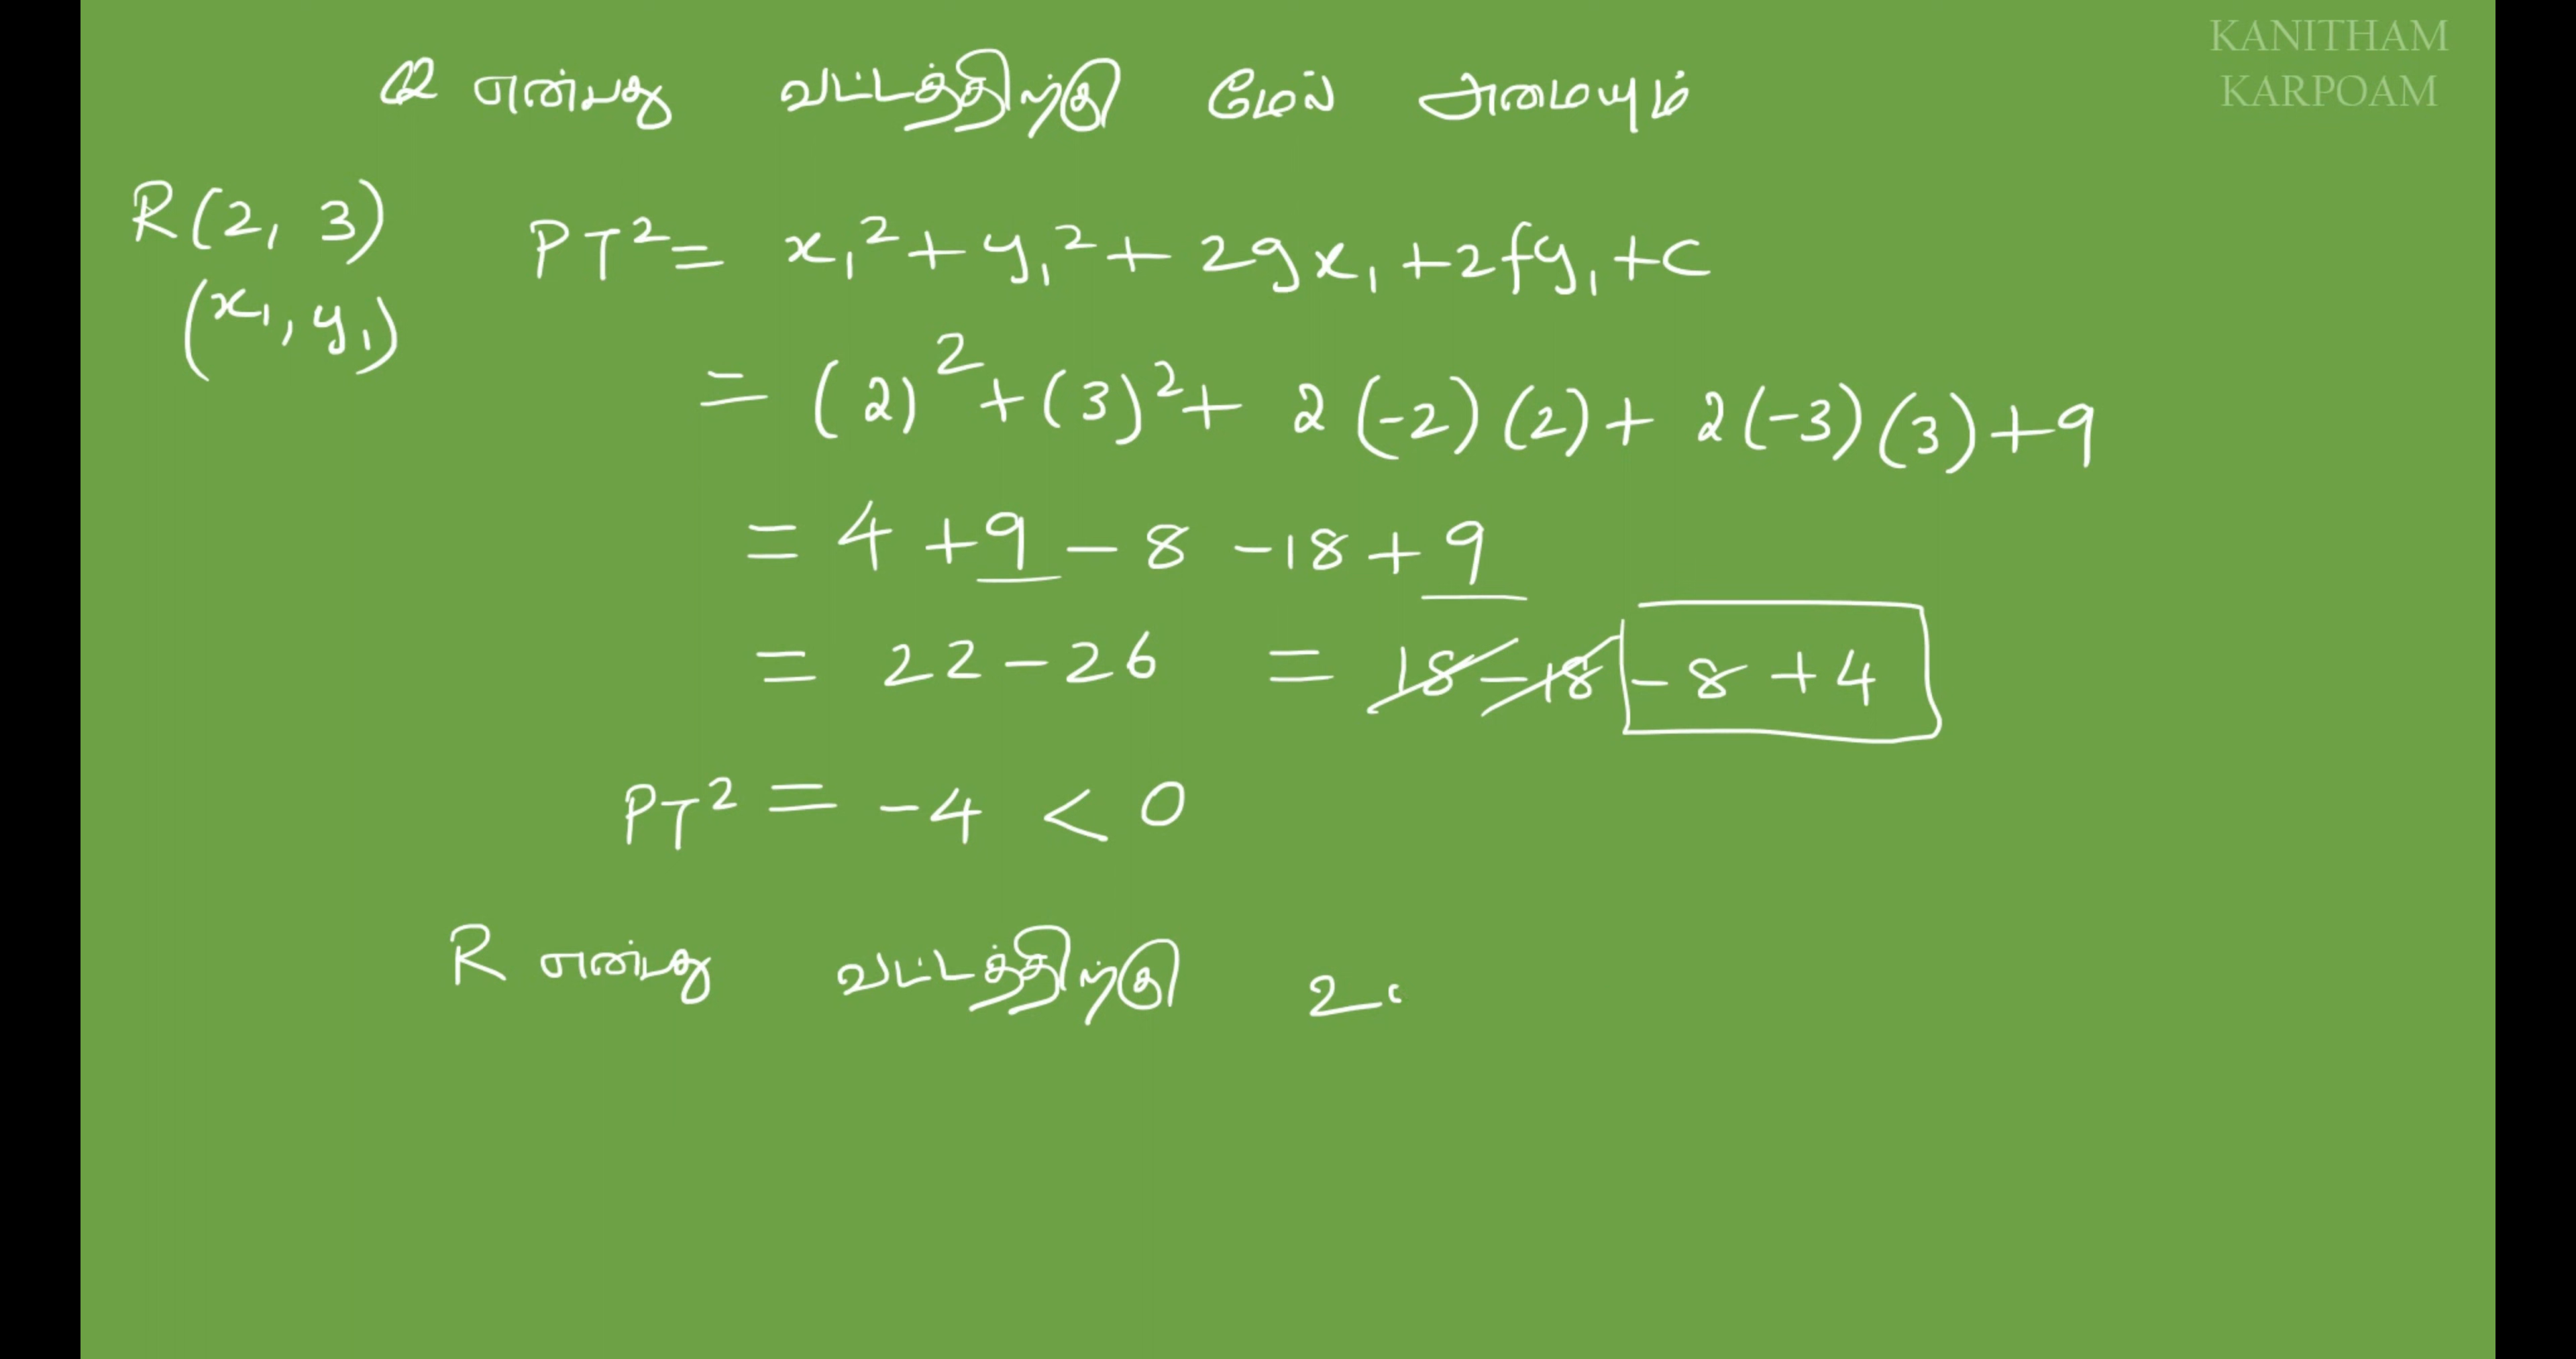 KANITHAM
KARPOAM
Q என்பது வட்டத்திற்கு மேல் அமையும்
R(2, 3) PT² = x₁² + y₁² + 2gx₁ + 2fy₁ + c
(x₁, y₁)
= (2)² + (3)² + 2(-2)(2) + 2(-3)(3) + 9
= 4 + 9 - 8 - 18 + 9
= 22 - 26 = 18 - 18 - 8 + 4
PT² = -4 < 0
R என்பது வட்டத்திற்கு